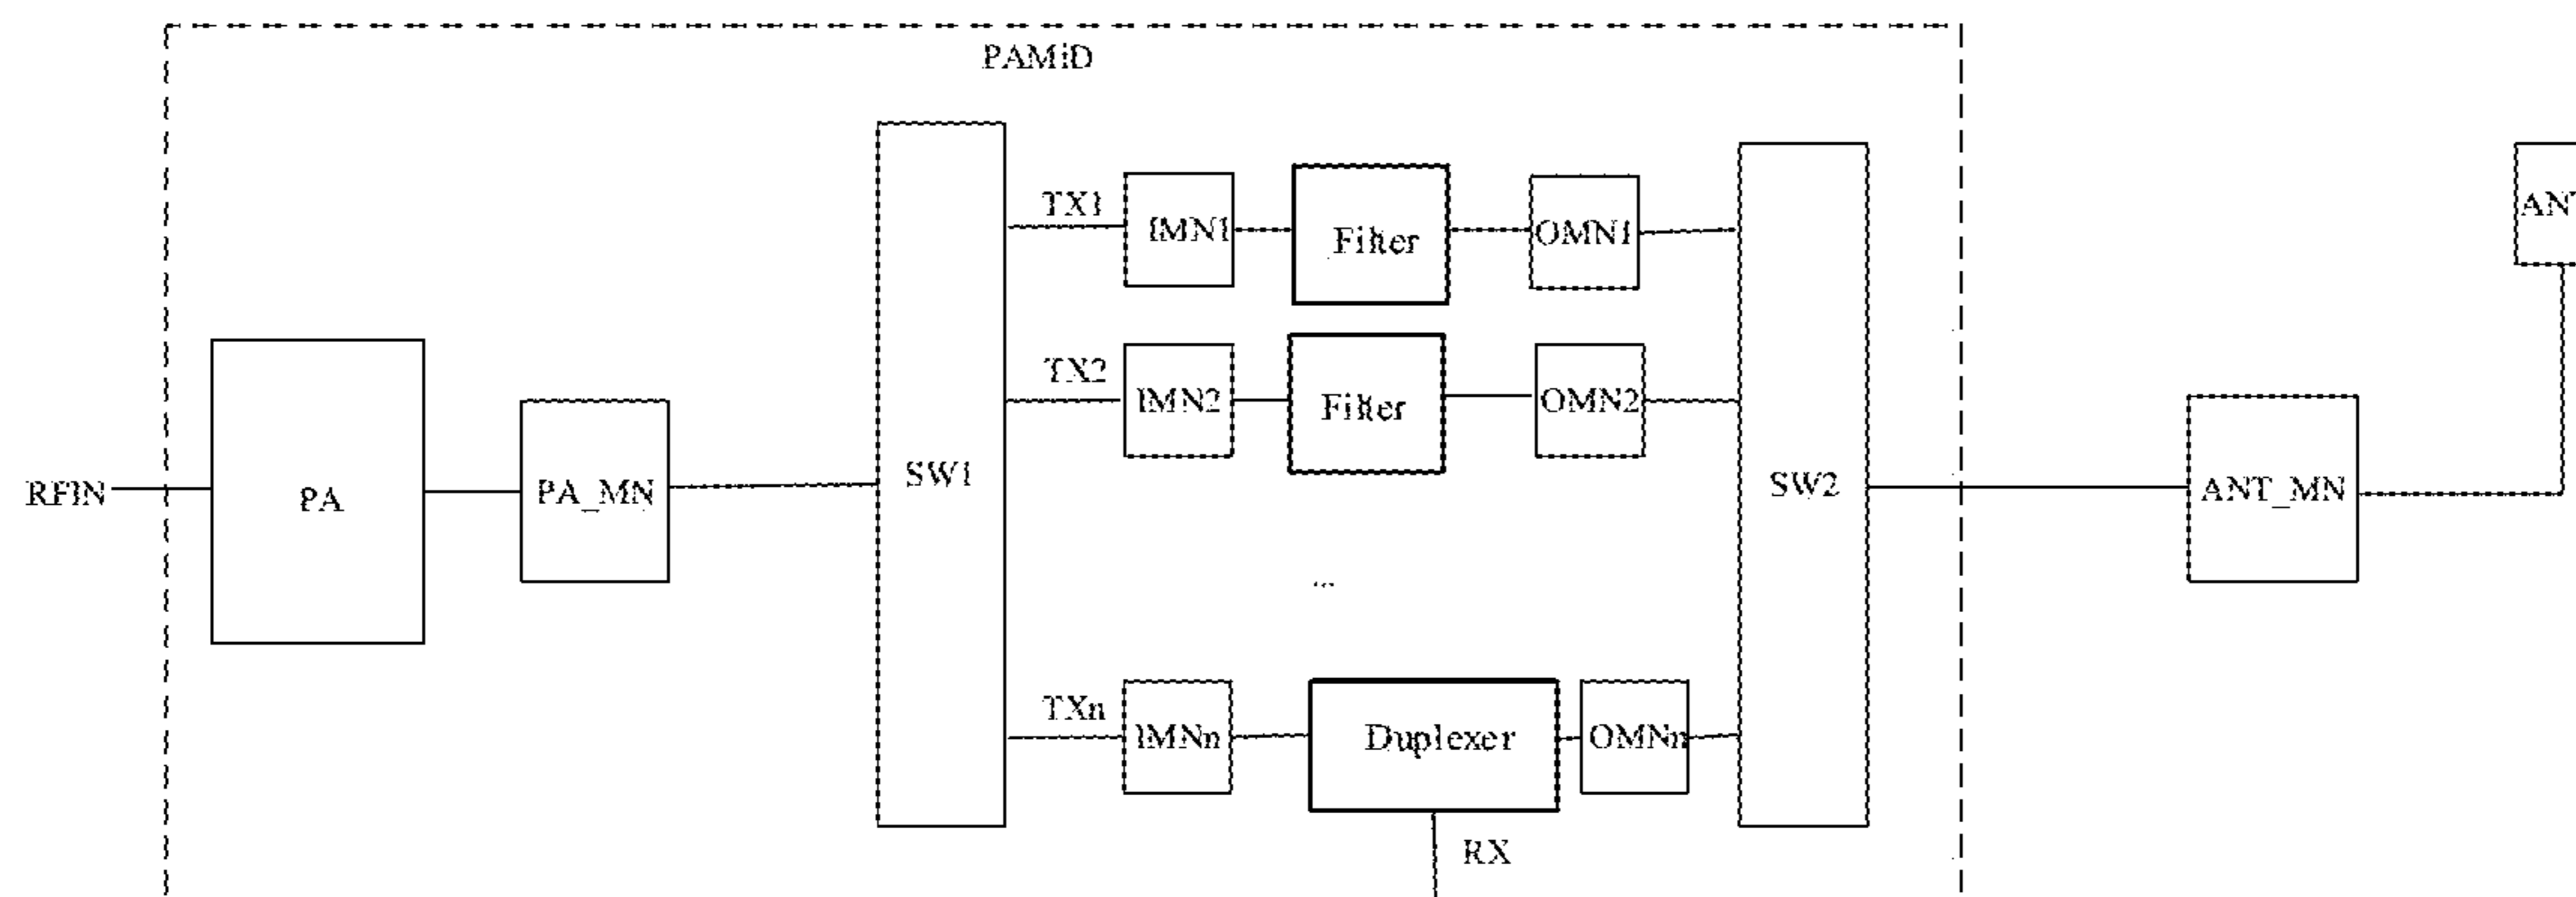 PAMiD
TX1
IMN1
Filter
OMN1
TX2
IMN2
Filter
OMN2
RFIN
PA
PA_MN
SW1
SW2
ANT_MN
ANT
...
TXn
IMNn
Duplexer
OMNn
RX